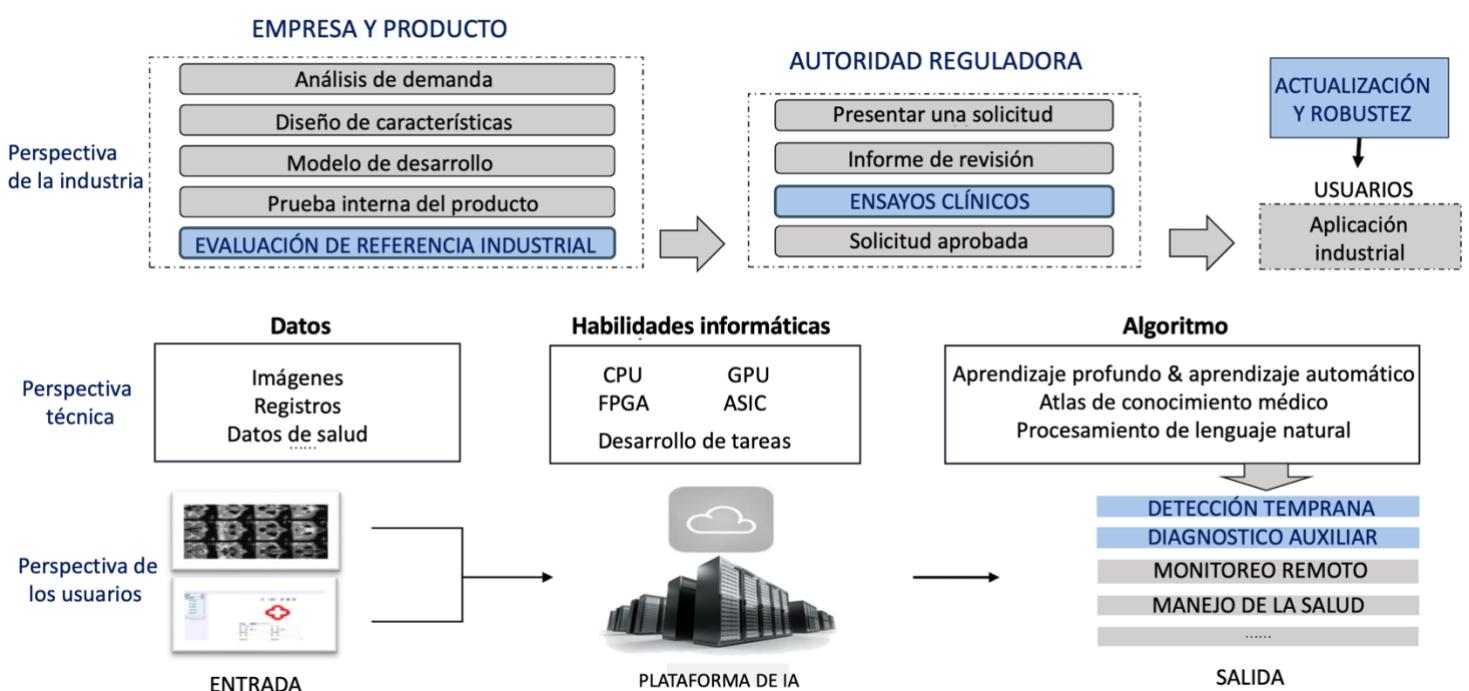 EMPRESA Y PRODUCTO
Análisis de demanda
Diseño de características
Modelo de desarrollo
Prueba interna del producto
EVALUACIÓN DE REFERENCIA INDUSTRIAL
Perspectiva
de la industria
AUTORIDAD REGULADORA
Presentar una solicitud
Informe de revisión
ENSAYOS CLÍNICOS
Solicitud aprobada
ACTUALIZACIÓN
Y ROBUSTEZ
USUARIOS
Aplicación
industrial
Perspectiva
técnica
Datos
Imágenes
Registros
Datos de salud
......
Habilidades informáticas
CPU GPU
FPGA ASIC
Desarrollo de tareas
Algoritmo
Aprendizaje profundo & aprendizaje automático
Atlas de conocimiento médico
Procesamiento de lenguaje natural
Perspectiva de
los usuarios
ENTRADA
PLATAFORMA DE IA
DETECCIÓN TEMPRANA
DIAGNOSTICO AUXILIAR
MONITOREO REMOTO
MANEJO DE LA SALUD
......
SALIDA